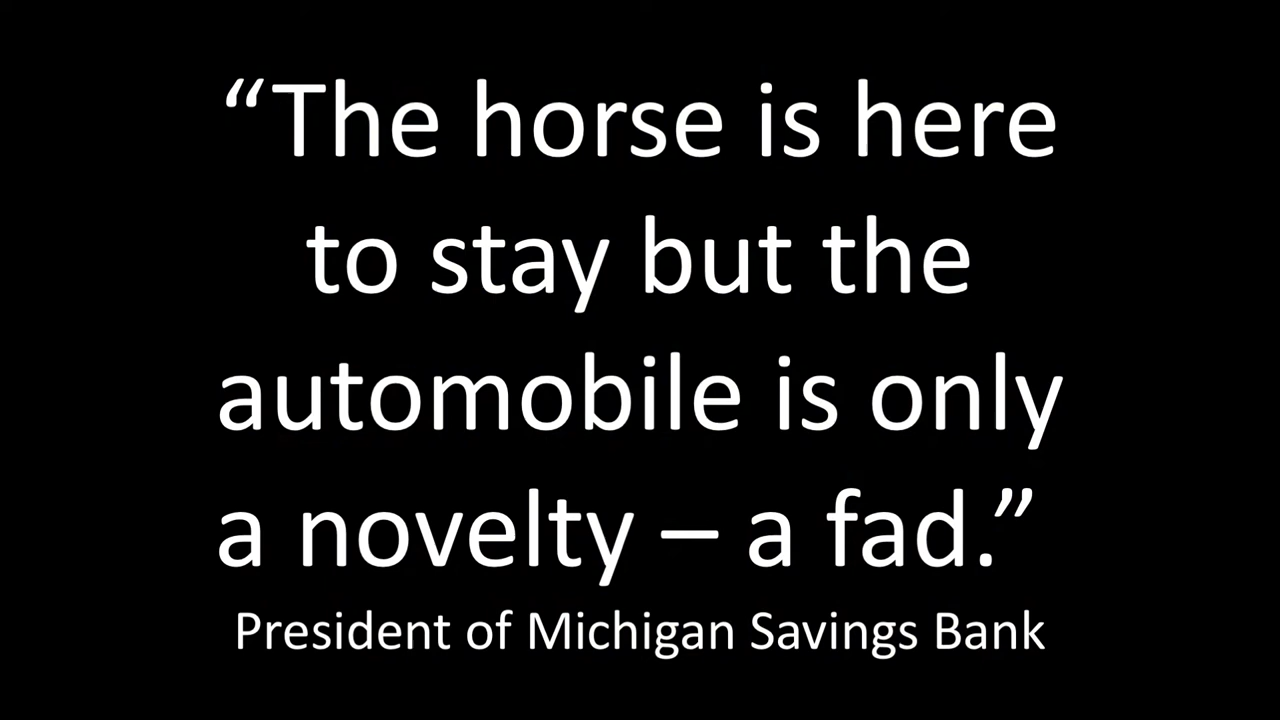 “The horse is here
to stay but the
automobile is only
a novelty – a fad.”
President of Michigan Savings Bank